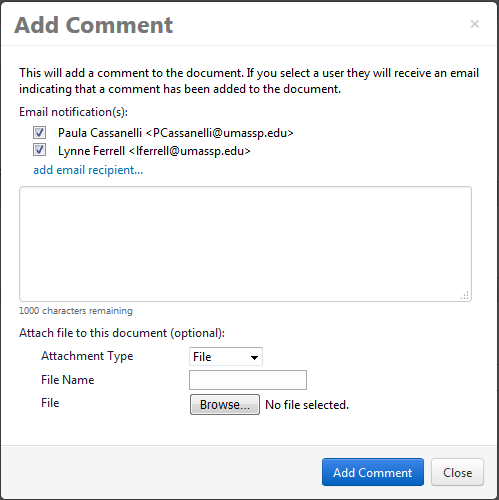 Add Comment
×
This will add a comment to the document. If you select a user they will receive an email
indicating that a comment has been added to the document.
Email notification(s):
Paula Cassanelli <PCassanelli@umassp.edu>
Lynne Ferrell <lferrell@umassp.edu>
add email recipient...
1000 characters remaining
Attach file to this document (optional):
Attachment Type File
File Name
File Browse... No file selected.
Add Comment Close